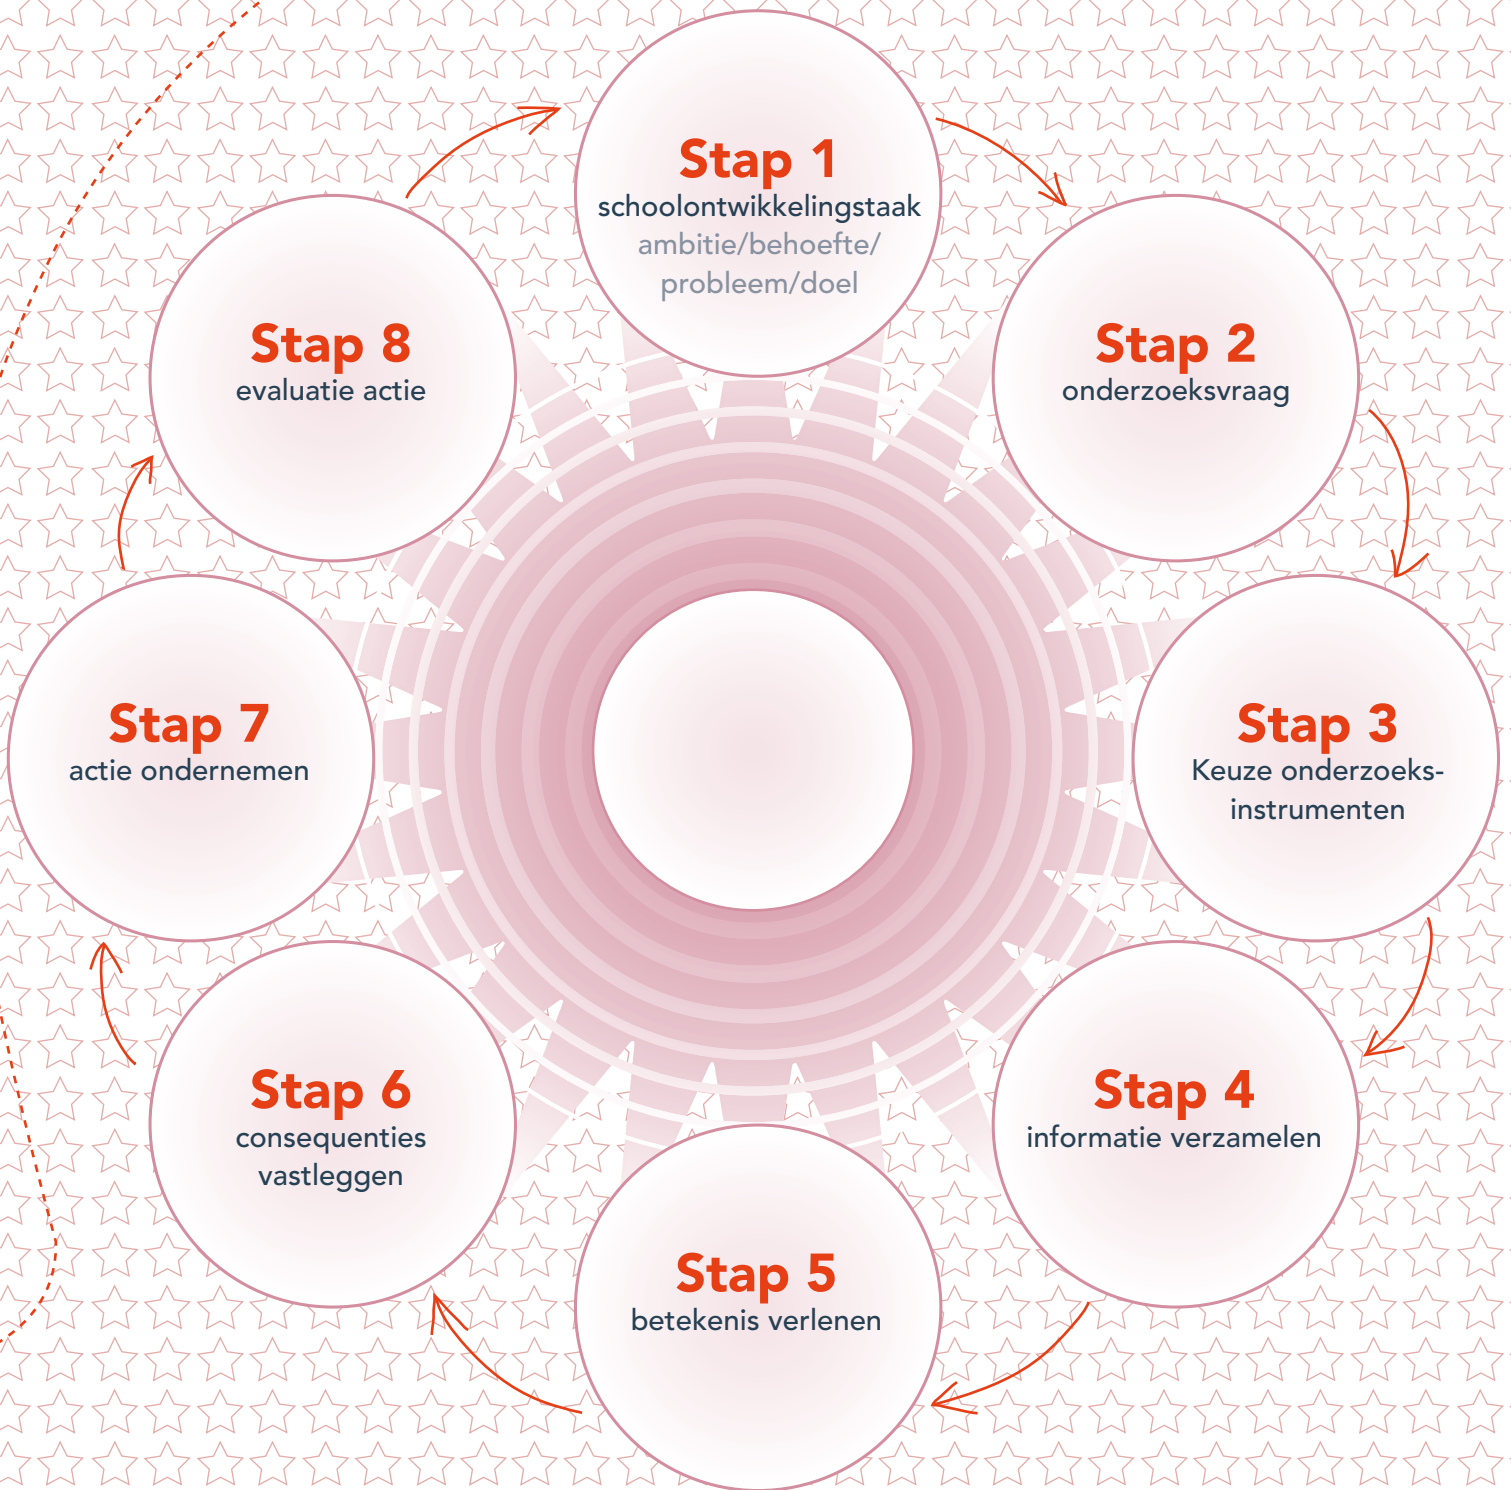 Stap 1
schoolontwikkelingstaak
ambitie/behoefte/
probleem/doel
Stap 2
onderzoeksvraag
Stap 3
Keuze onderzoeks-
instrumenten
Stap 4
informatie verzamelen
Stap 5
betekenis verlenen
Stap 6
consequenties
vastleggen
Stap 7
actie ondernemen
Stap 8
evaluatie actie